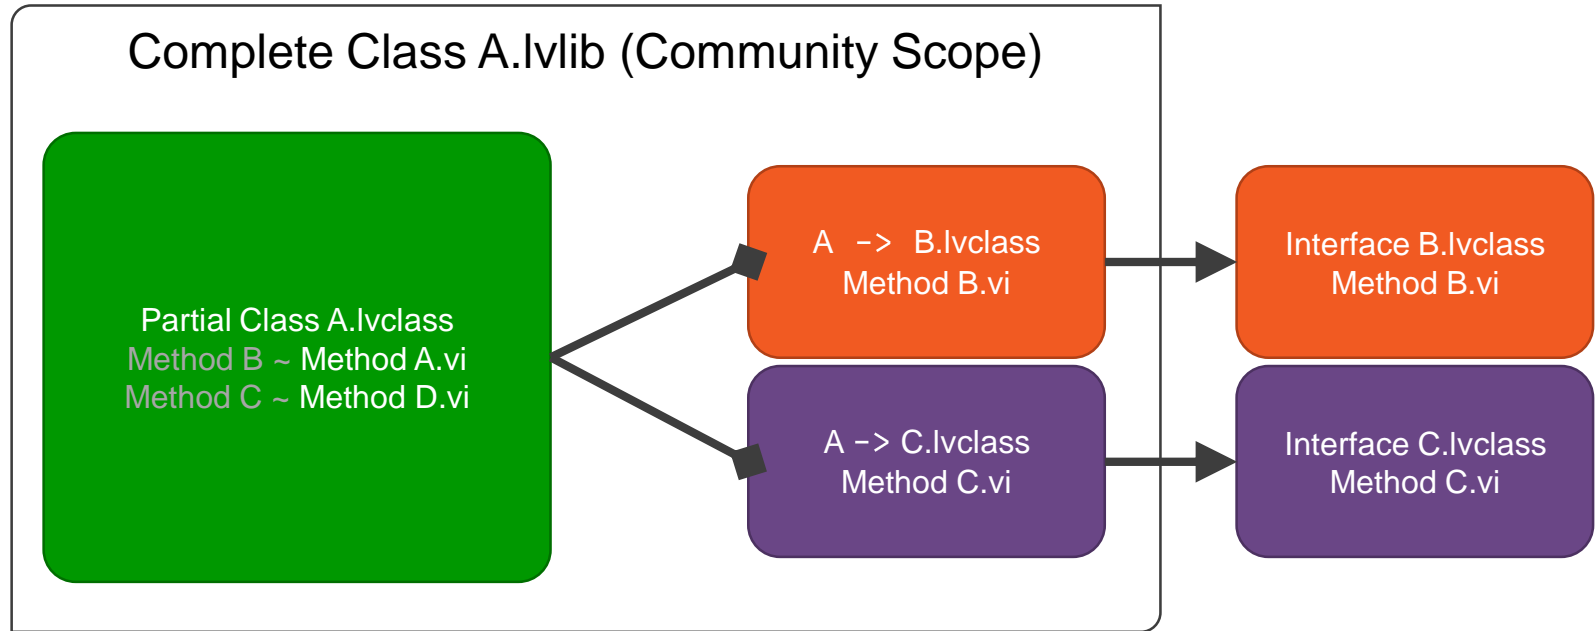 Complete Class A.lvlib (Community Scope)
Partial Class A.lvclass
Method B ~ Method A.vi
Method C ~ Method D.vi
A -> B.lvclass
Method B.vi
A -> C.lvclass
Method C.vi
Interface B.lvclass
Method B.vi
Interface C.lvclass
Method C.vi